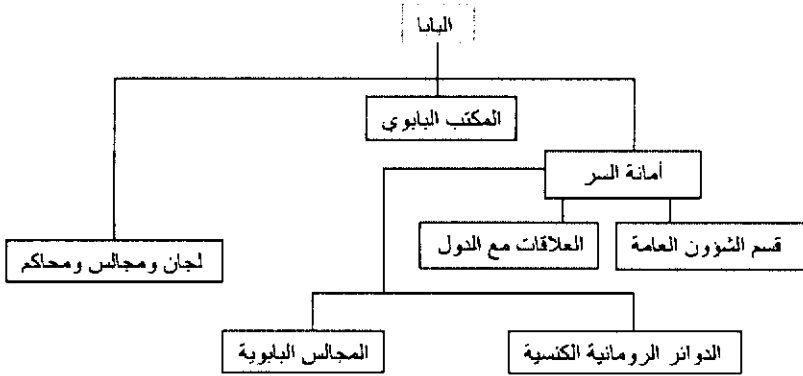 البابا
المكتب البابوي
أمانة السر
قسم الشؤون العامة
العلاقات مع الدول
لجان ومجالس ومحاكم
الدوائر الرومانية الكنسية
المجالس البابوية